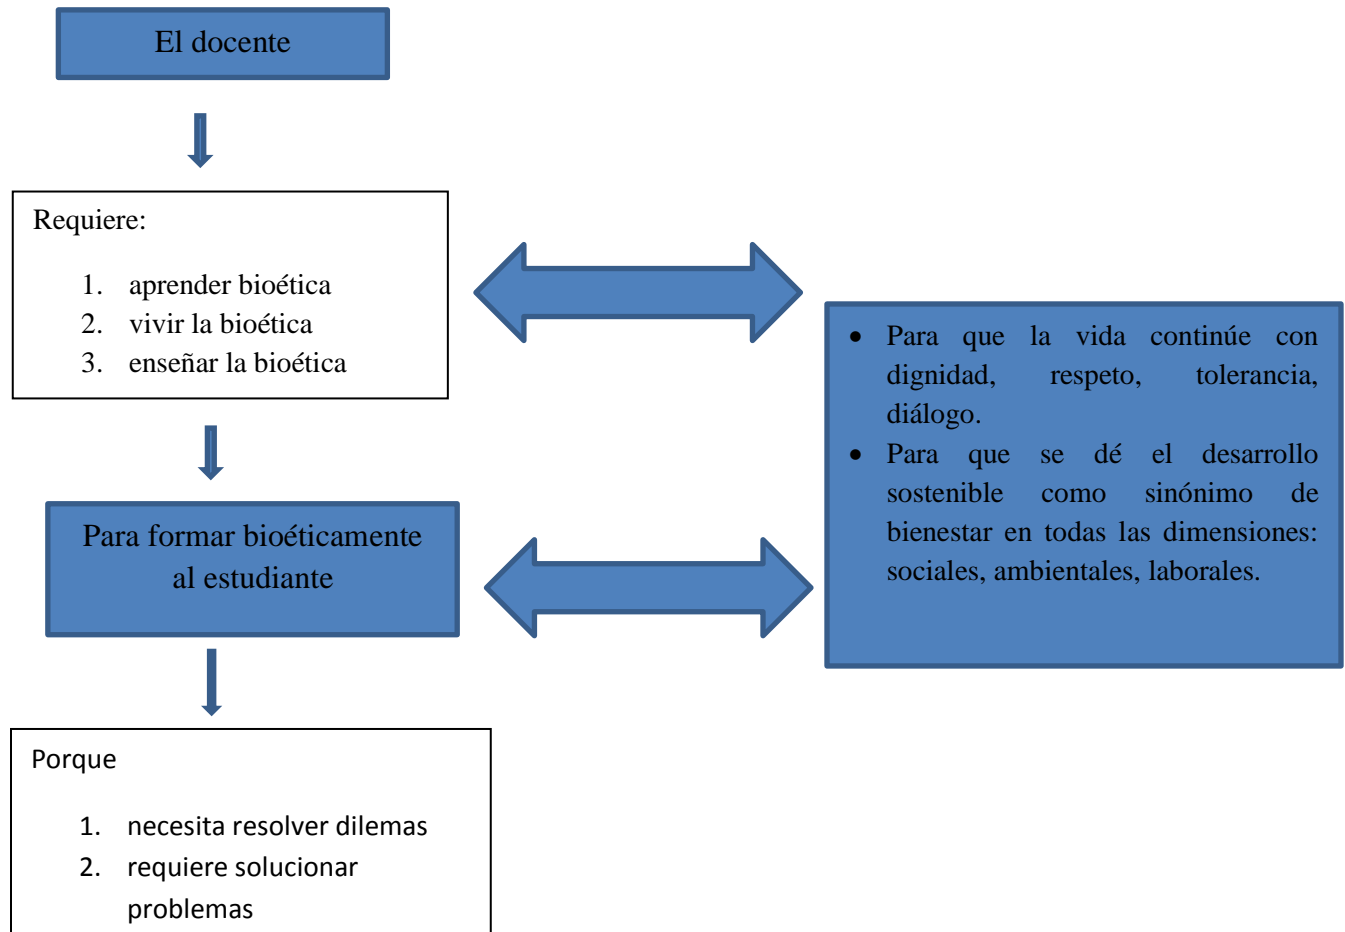 El docente
Requiere:
1. aprender bioética
2. vivir la bioética
3. enseñar la bioética
Para formar bioéticamente
al estudiante
Porque
1. necesita resolver dilemas
2. requiere solucionar
problemas
• Para que la vida continúe con
dignidad, respeto, tolerancia,
diálogo.
• Para que se dé el desarrollo
sostenible como sinónimo de
bienestar en todas las dimensiones:
sociales, ambientales, laborales.